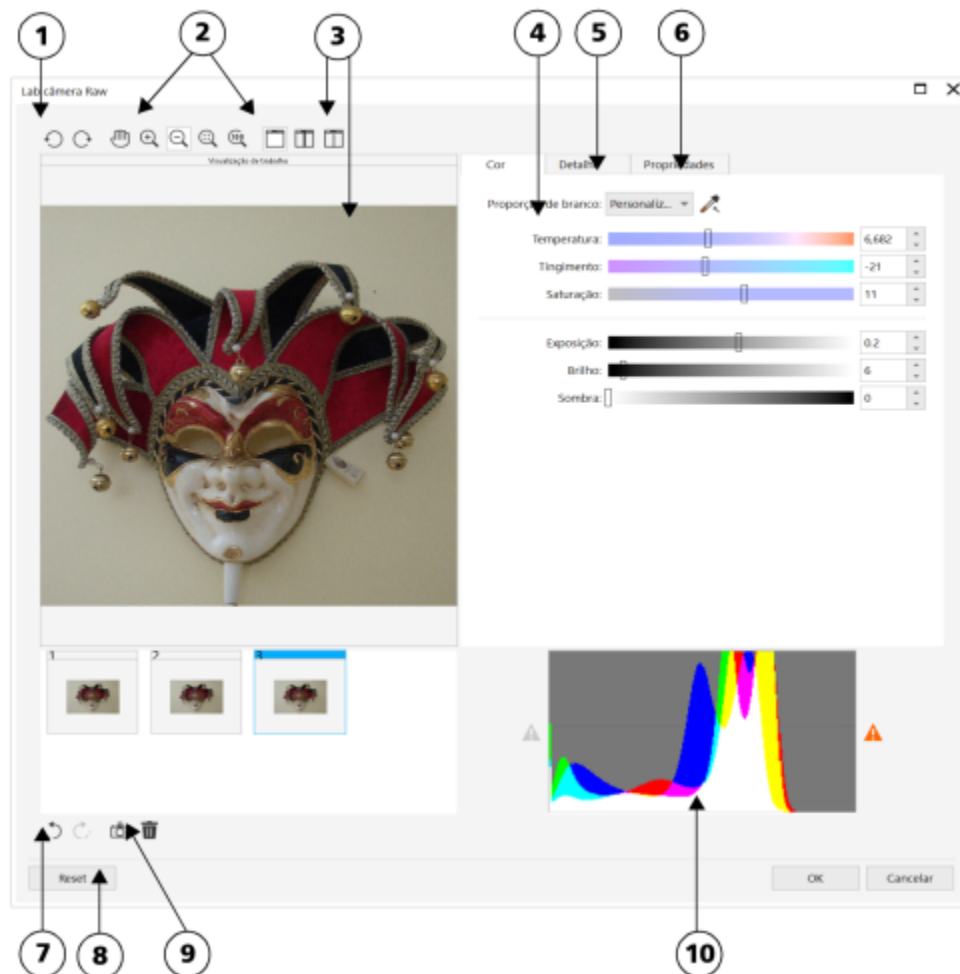 1
2
3
4
5
6
Lab câmera Raw
Visualização de trabalho
Cor
Detalhe
Propriedades
Proporção de branco:
Personaliz...
Temperatura:
6,682
Tingimento:
-21
Saturação:
11
Exposição:
0.2
Brilho:
6
Sombra:
0
1
2
3
Reset
OK
Cancelar
7
8
9
10